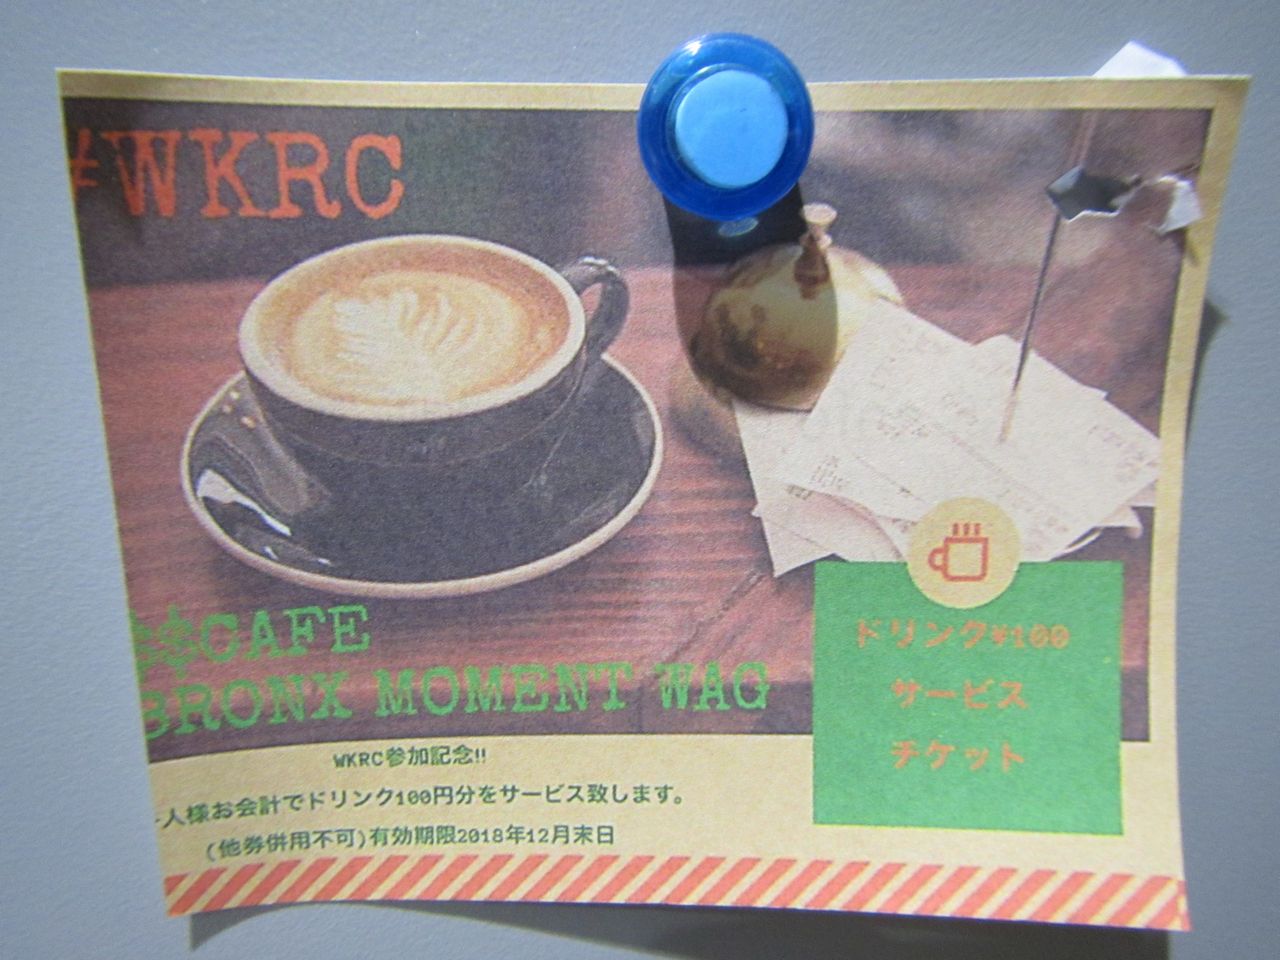 #WKRC
$$CAFE
BRONX MOMENT WAG
ドリンク¥100
サービス
チケット
WKRC参加記念!!
人様お会計でドリンク100円分をサービス致します。
(他券併用不可)有効期限2018年12月末日